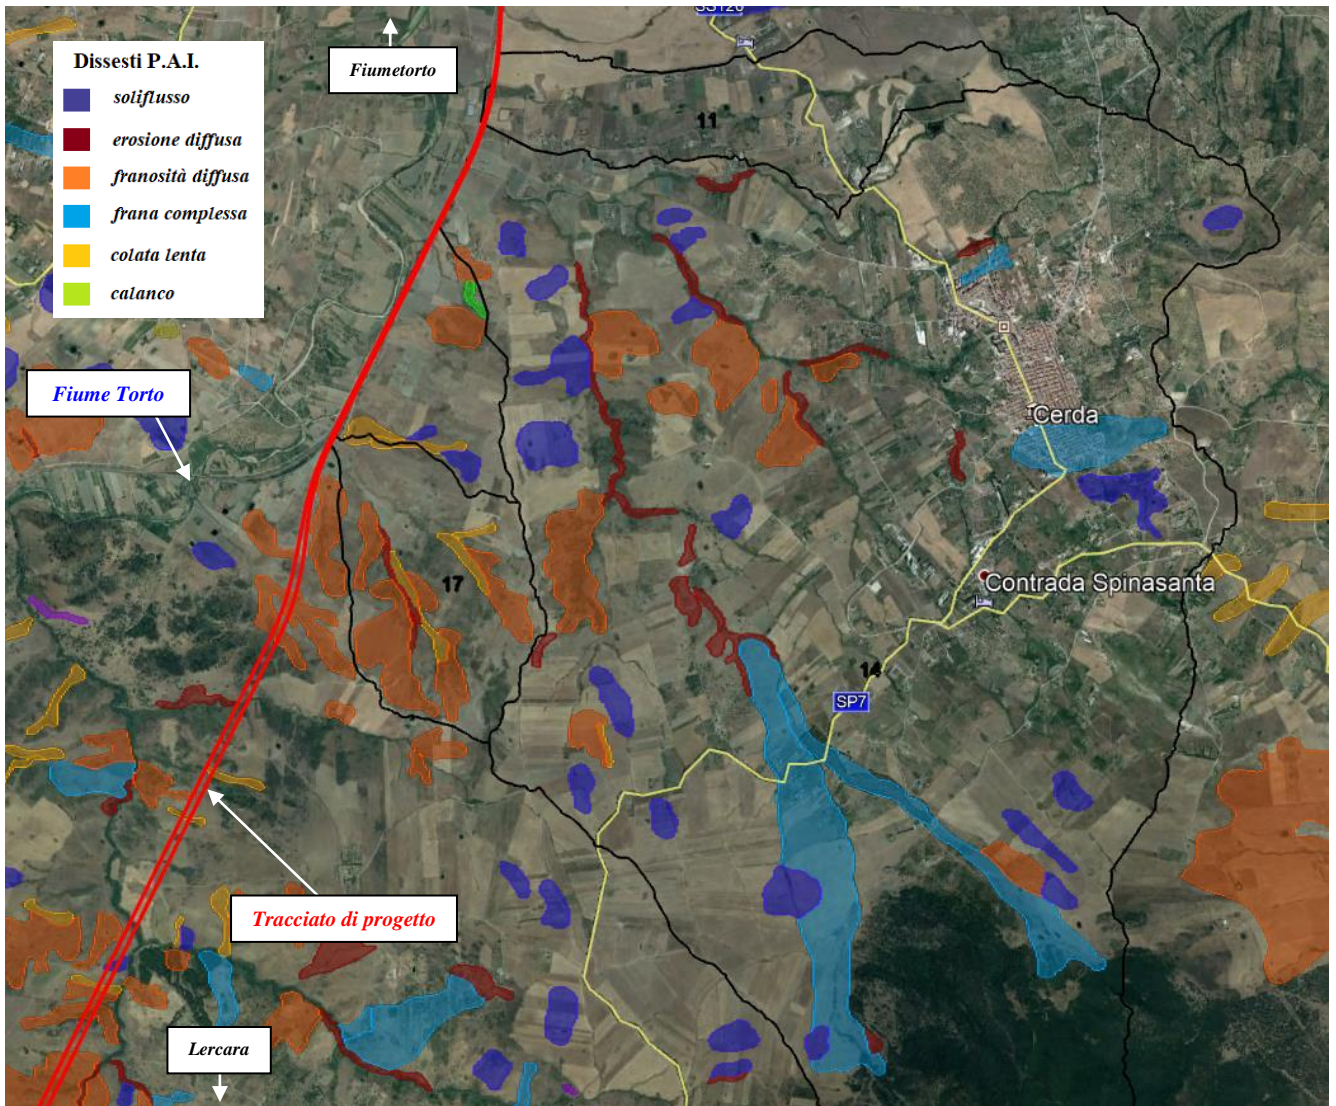 SS120
Fiumetorto
Dissesti P.A.I.
soliflusso
erosione diffusa
franosità diffusa
frana complessa
colata lenta
calanco
11
Fiume Torto
Cerda
17
Contrada Spinasanta
14
SP7
Tracciato di progetto
Lercara